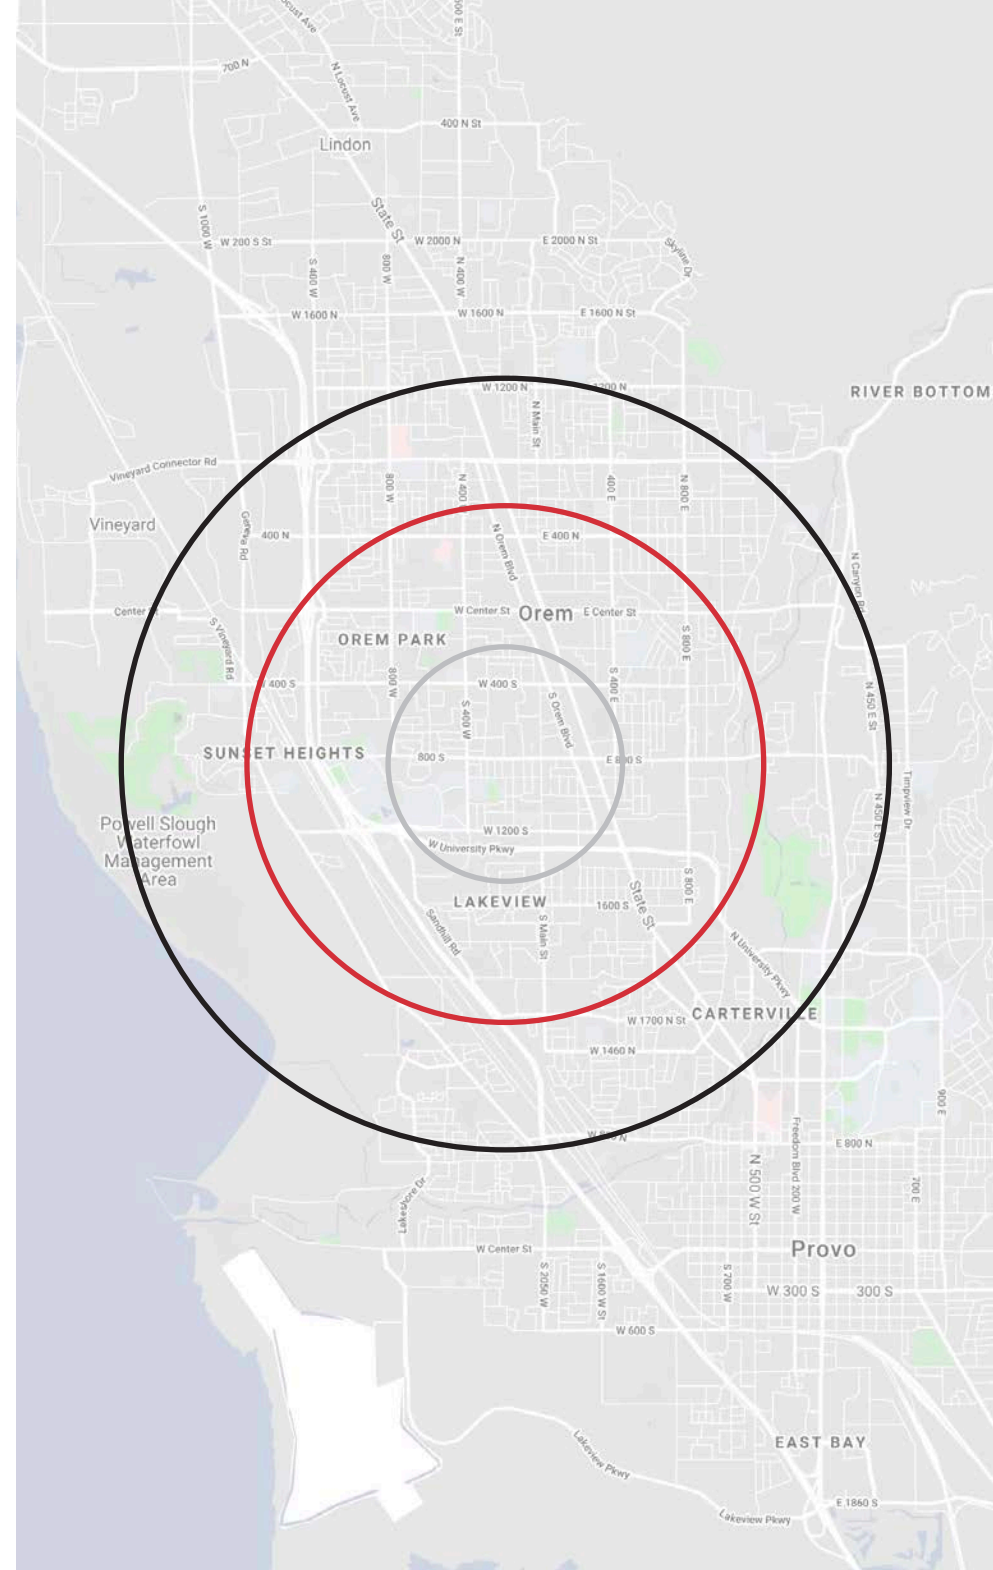 ocust Ave
500 E St
700 N
N Locust Ave
400 N St
Lindon
State St
S 1000 W
W 200 S St
W 2000 N
E 2000 N St
Skyline Dr
S 400 W
800 W
N 400 W
W 1600 N
W 1600 N
E 1600 N St
W 1200 N
1200 N
RIVER BOTTOM
N Main St
Vineyard Connector Rd
800 W
N 400
400 E
N 800 E
Vineyard
Geneva Rd
400 N
N Orem Blvd
E 400 N
N Canyon Rd
Center St
W Center St
Orem
E Center St
S Vineyard Rd
OREM PARK
S 800 E
W 400 S
800 W
W 400 S
S 400 E
N 450 E St
S 400 W
S Orem Blvd
SUNSET HEIGHTS
800 S
E 800 S
Timpview Dr
N 450 E St
Powell Slough
Waterfowl
Management
Area
W 1200 S
W University Pkwy
S 800 E
LAKEVIEW
1600 S
State St
Sandhill Rd
S Main St
N University Pkwy
W 1700 N St
CARTERVILLE
W 1460 N
900 E
W 800 N
E 800 N
Freedom Blvd 200 W
N 500 W St
700 E
Lakeshore Dr
W Center St
Provo
S 2050 W
S 1600 W St
S 700 W
W 300 S
300 S
W 600 S
EAST BAY
Lakeview Pkwy
E 1860 S
Lakeview Pkwy